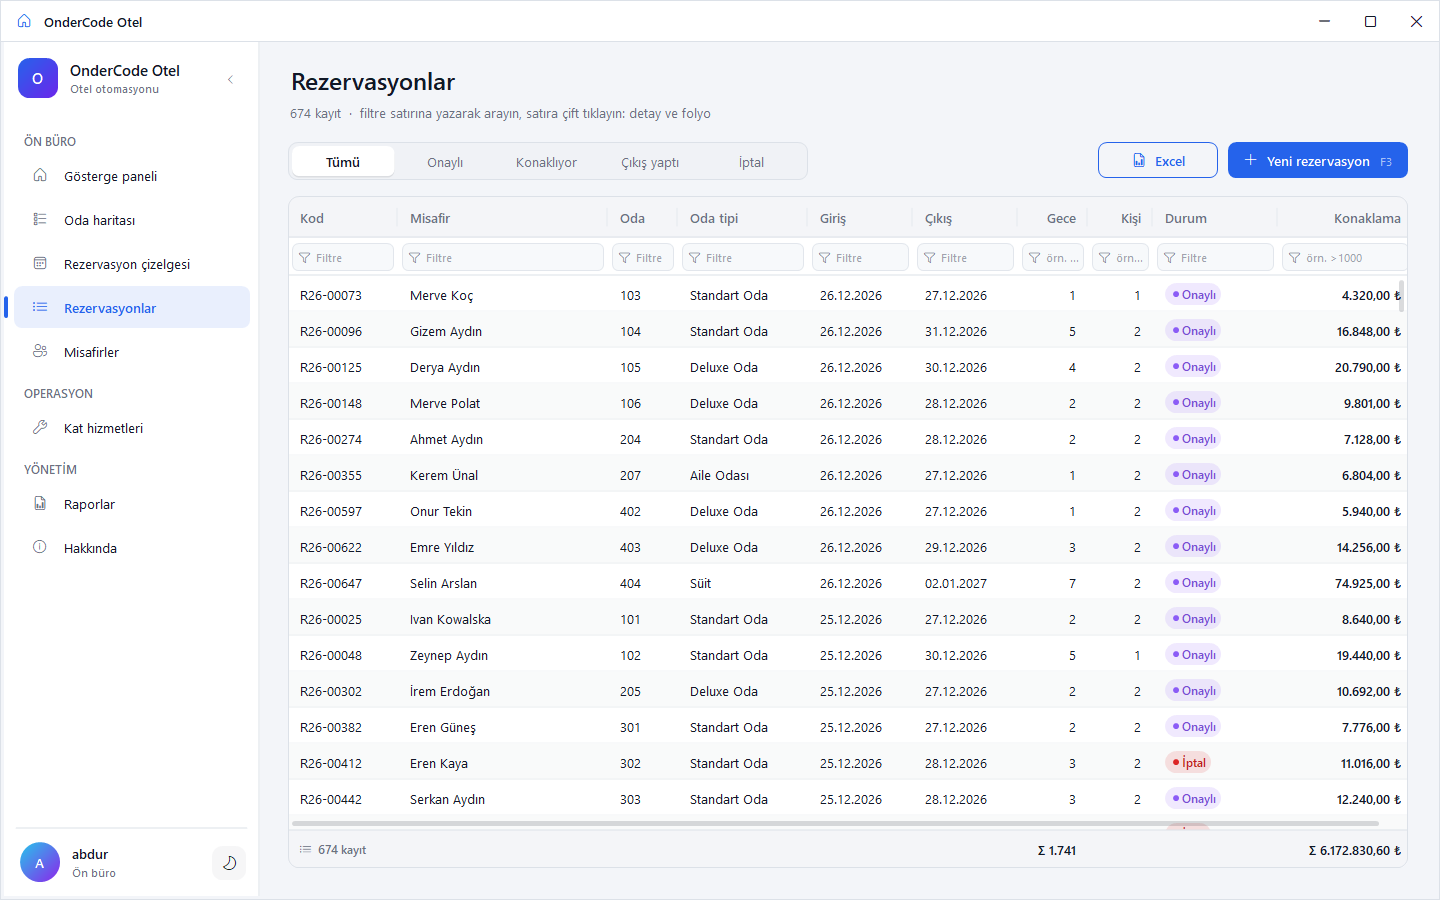 OnderCode Otel
O
OnderCode Otel
Otel otomasyonu
ÖN BÜRO
Gösterge paneli
Oda haritası
Rezervasyon çizelgesi
Rezervasyonlar
Misafirler
OPERASYON
Kat hizmetleri
YÖNETİM
Raporlar
Hakkında
A
abdur
Ön büro
Rezervasyonlar
674 kayıt · filtre satırına yazarak arayın, satıra çift tıklayın: detay ve folyo
Tümü Onaylı Konaklıyor Çıkış yaptı İptal
Excel
Yeni rezervasyon F3
Kod Misafir Oda Oda tipi Giriş Çıkış Gece Kişi Durum Konaklama
Filtre Filtre Filtre Filtre Filtre Filtre örn. ... örn... Filtre örn. >1000
R26-00073 Merve Koç 103 Standart Oda 26.12.2026 27.12.2026 1 1 Onaylı 4.320,00 ₺
R26-00096 Gizem Aydın 104 Standart Oda 26.12.2026 31.12.2026 5 2 Onaylı 16.848,00 ₺
R26-00125 Derya Aydın 105 Deluxe Oda 26.12.2026 30.12.2026 4 2 Onaylı 20.790,00 ₺
R26-00148 Merve Polat 106 Deluxe Oda 26.12.2026 28.12.2026 2 2 Onaylı 9.801,00 ₺
R26-00274 Ahmet Aydın 204 Standart Oda 26.12.2026 28.12.2026 2 2 Onaylı 7.128,00 ₺
R26-00355 Kerem Ünal 207 Aile Odası 26.12.2026 27.12.2026 1 2 Onaylı 6.804,00 ₺
R26-00597 Onur Tekin 402 Deluxe Oda 26.12.2026 27.12.2026 1 2 Onaylı 5.940,00 ₺
R26-00622 Emre Yıldız 403 Deluxe Oda 26.12.2026 29.12.2026 3 2 Onaylı 14.256,00 ₺
R26-00647 Selin Arslan 404 Süit 26.12.2026 02.01.2027 7 2 Onaylı 74.925,00 ₺
R26-00025 Ivan Kowalska 101 Standart Oda 25.12.2026 27.12.2026 2 2 Onaylı 8.640,00 ₺
R26-00048 Zeynep Aydın 102 Standart Oda 25.12.2026 30.12.2026 5 1 Onaylı 19.440,00 ₺
R26-00302 İrem Erdoğan 205 Deluxe Oda 25.12.2026 27.12.2026 2 2 Onaylı 10.692,00 ₺
R26-00382 Eren Güneş 301 Standart Oda 25.12.2026 27.12.2026 2 2 Onaylı 7.776,00 ₺
R26-00412 Eren Kaya 302 Standart Oda 25.12.2026 28.12.2026 3 2 İptal 11.016,00 ₺
R26-00442 Serkan Aydın 303 Standart Oda 25.12.2026 28.12.2026 3 2 Onaylı 12.240,00 ₺
674 kayıt Σ 1.741 Σ 6.172.830,60 ₺